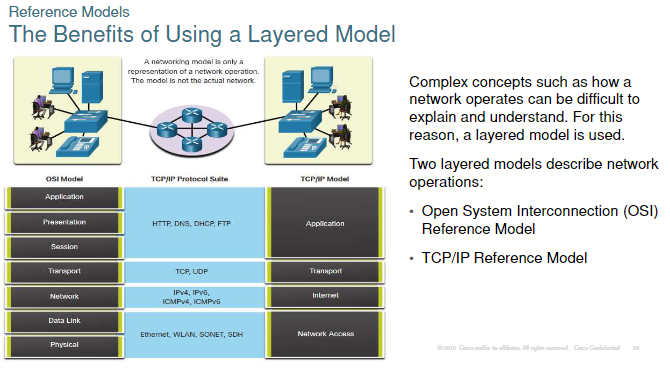 Reference Models
The Benefits of Using a Layered Model
A networking model is only a
representation of a network operation.
The model is not the actual network.
OSI Model
TCP/IP Protocol Suite
TCP/IP Model
Application
Presentation
Session
HTTP, DNS, DHCP, FTP
Application
Transport
TCP, UDP
Transport
Network
IPv4, IPv6,
ICMPv4, ICMPv6
Internet
Data Link
Physical
Ethernet, WLAN, SONET, SDH
Network Access
Complex concepts such as how a
network operates can be difficult to
explain and understand. For this
reason, a layered model is used.
Two layered models describe network
operations:
• Open System Interconnection (OSI)
Reference Model
• TCP/IP Reference Model
© 2016 Cisco and/or its affiliates. All rights reserved. Cisco Confidential 34